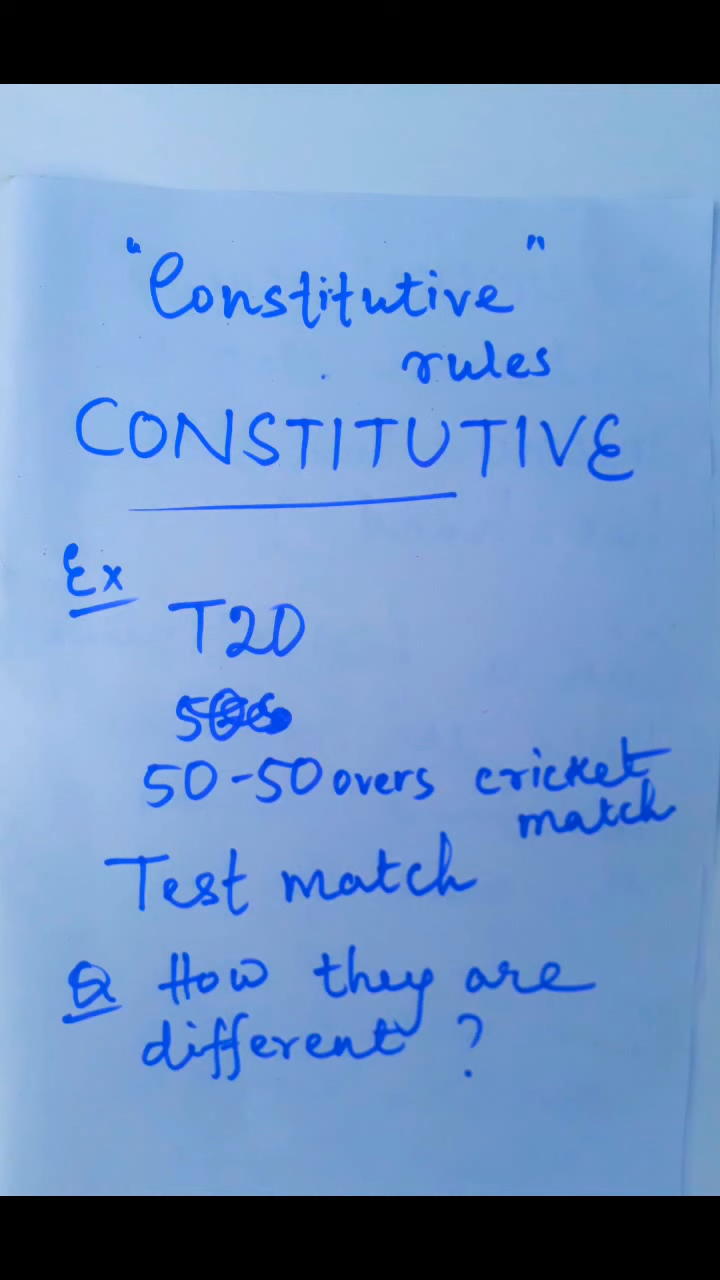 "Constitutive"
rules
CONSTITUTIVE
Ex
T20
50-50 overs cricket
match
Test match
Q How they are
different ?